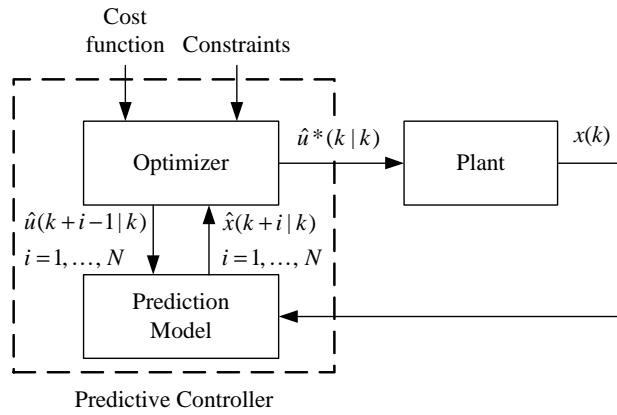 Cost
function
Constraints
Optimizer
û*(k | k)
Plant
x(k)
û(k+i−1| k)
i = 1, …, N
x̂(k+i | k)
i = 1, …, N
Prediction
Model
Predictive Controller